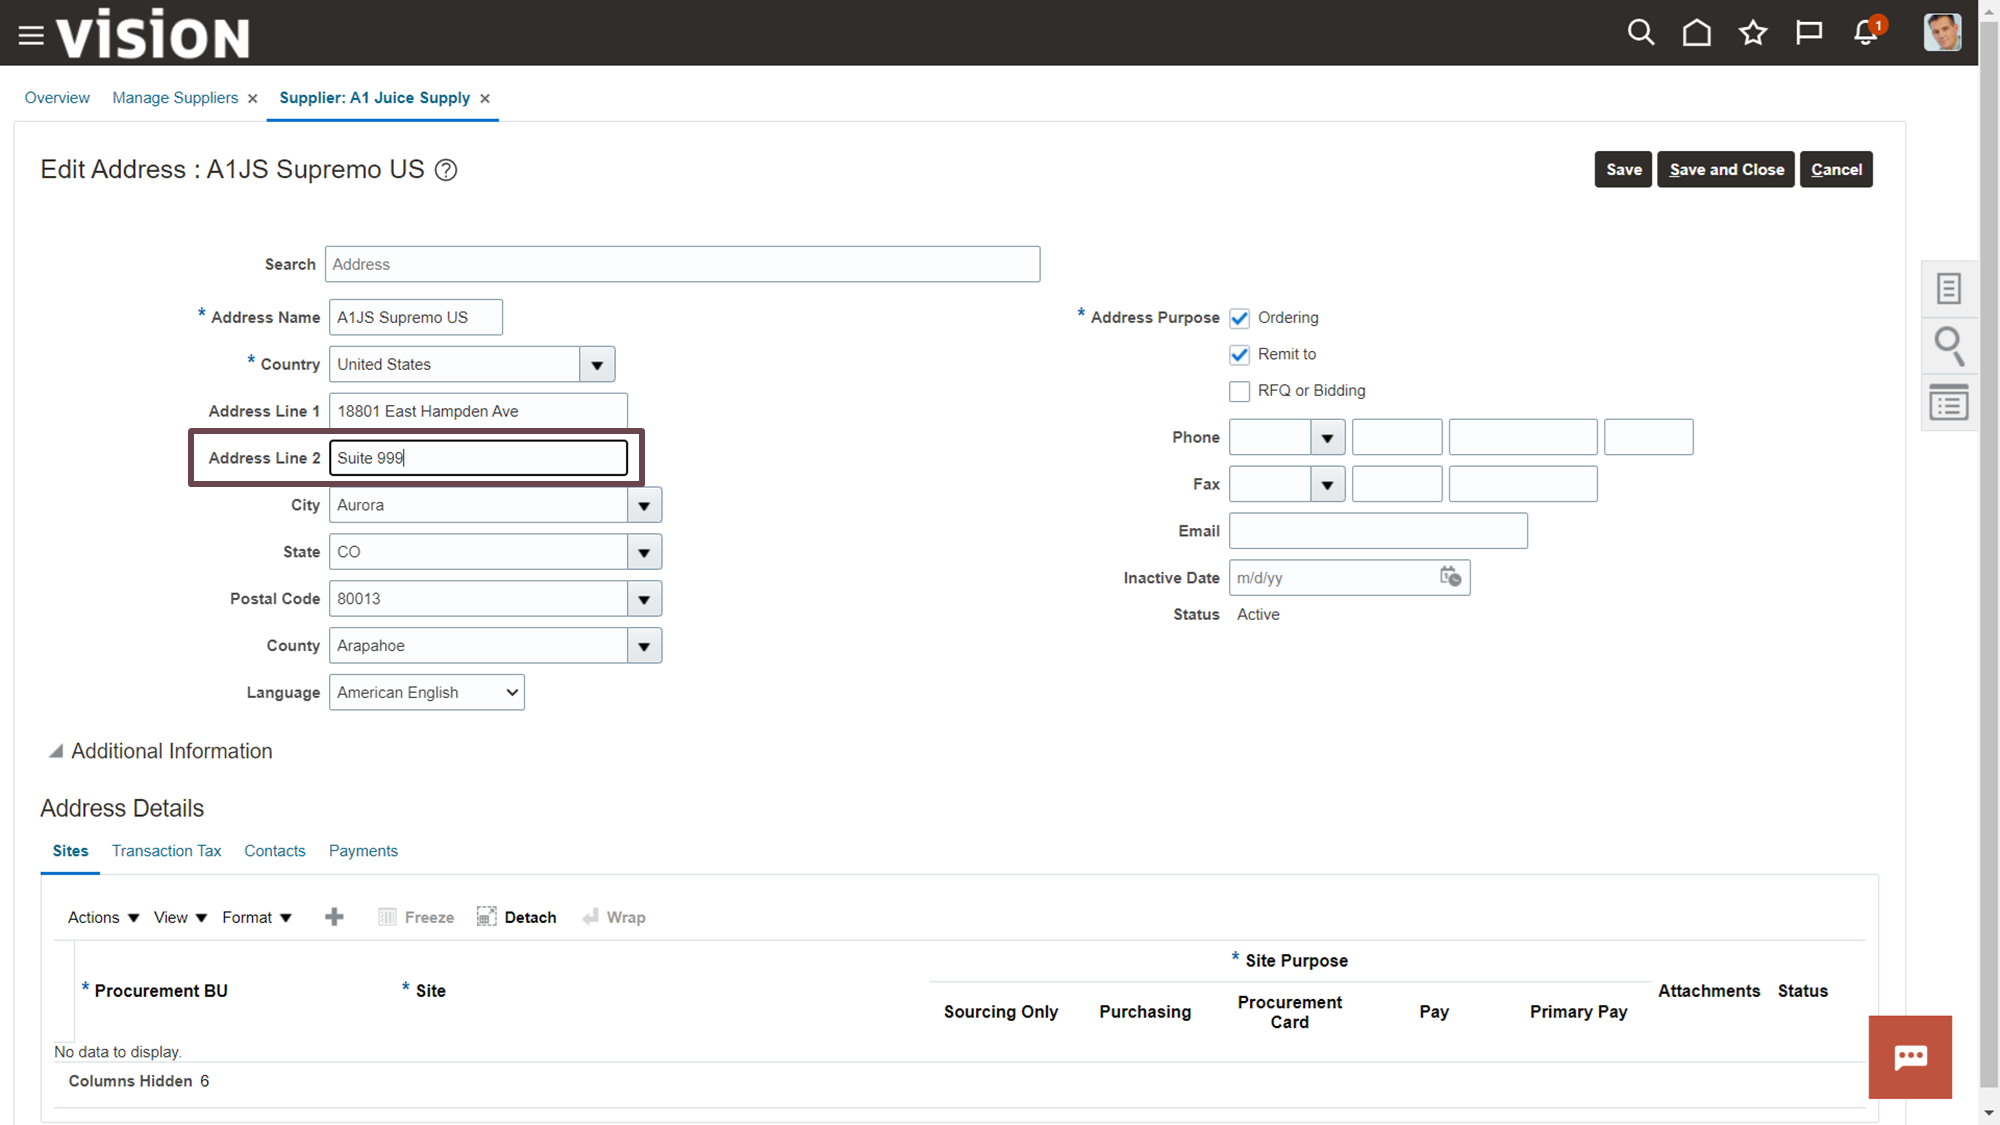 vision
1
Overview Manage Suppliers × Supplier: A1 Juice Supply ×
Edit Address : A1JS Supremo US ?
Save Save and Close Cancel
Search Address
* Address Name A1JS Supremo US
* Country United States
Address Line 1 18801 East Hampden Ave
Address Line 2 Suite 999
City Aurora
State CO
Postal Code 80013
County Arapahoe
Language American English
* Address Purpose Ordering
Remit to
RFQ or Bidding
Phone
Fax
Email
Inactive Date m/d/yy
Status Active
Additional Information
Address Details
Sites Transaction Tax Contacts Payments
Actions View Format Freeze Detach Wrap
* Site Purpose
* Procurement BU * Site Attachments Status
Sourcing Only Purchasing Procurement Card Pay Primary Pay
No data to display.
Columns Hidden 6